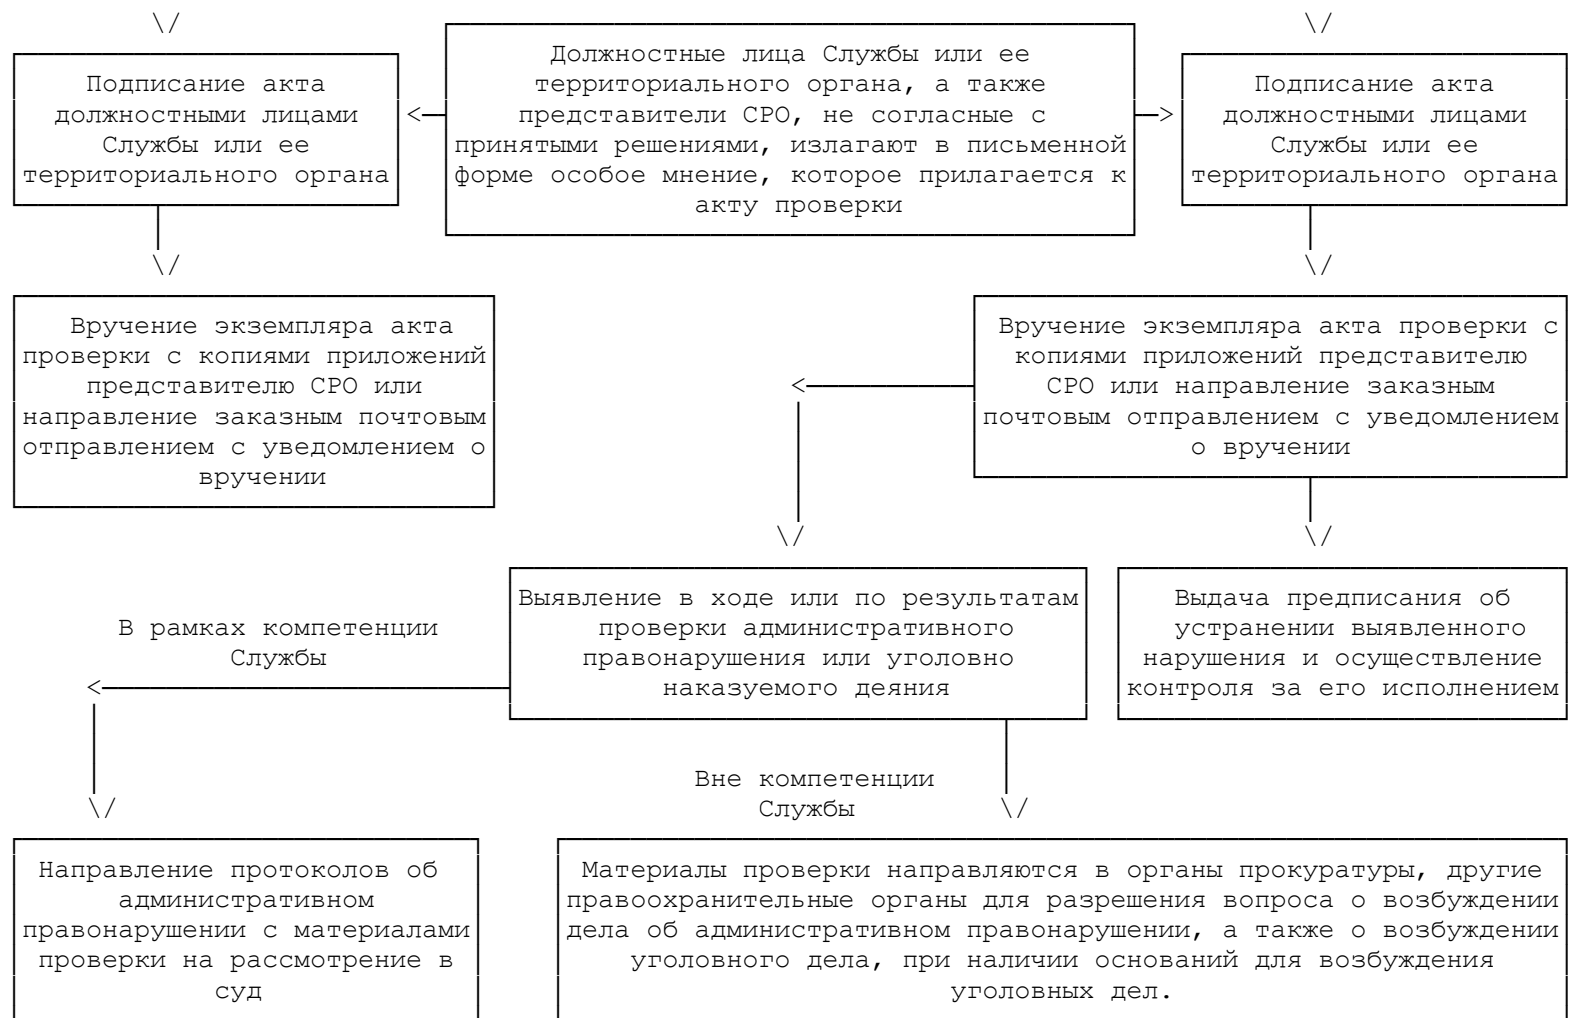 Подписание акта
должностными лицами
Службы или ее
территориального органа
Должностные лица Службы или ее
территориального органа, а также
представители СРО, не согласные с
принятыми решениями, излагают в письменной
форме особое мнение, которое прилагается к
акту проверки
Подписание акта
должностными лицами
Службы или ее
территориального органа
Вручение экземпляра акта
проверки с копиями приложений
представителю СРО или
направление заказным почтовым
отправлением с уведомлением о
вручении
Вручение экземпляра акта проверки с
копиями приложений представителю
СРО или направление заказным
почтовым отправлением с уведомлением
о вручении
В рамках компетенции
Службы
Выявление в ходе или по результатам
проверки административного
правонарушения или уголовно
наказуемого деяния
Выдача предписания об
устранении выявленного
нарушения и осуществление
контроля за его исполнением
Вне компетенции
Службы
Направление протоколов об
административном
правонарушении с материалами
проверки на рассмотрение в
суд
Материалы проверки направляются в органы прокуратуры, другие
правоохранительные органы для разрешения вопроса о возбуждении
дела об административном правонарушении, а также о возбуждении
уголовного дела, при наличии оснований для возбуждения
уголовных дел.